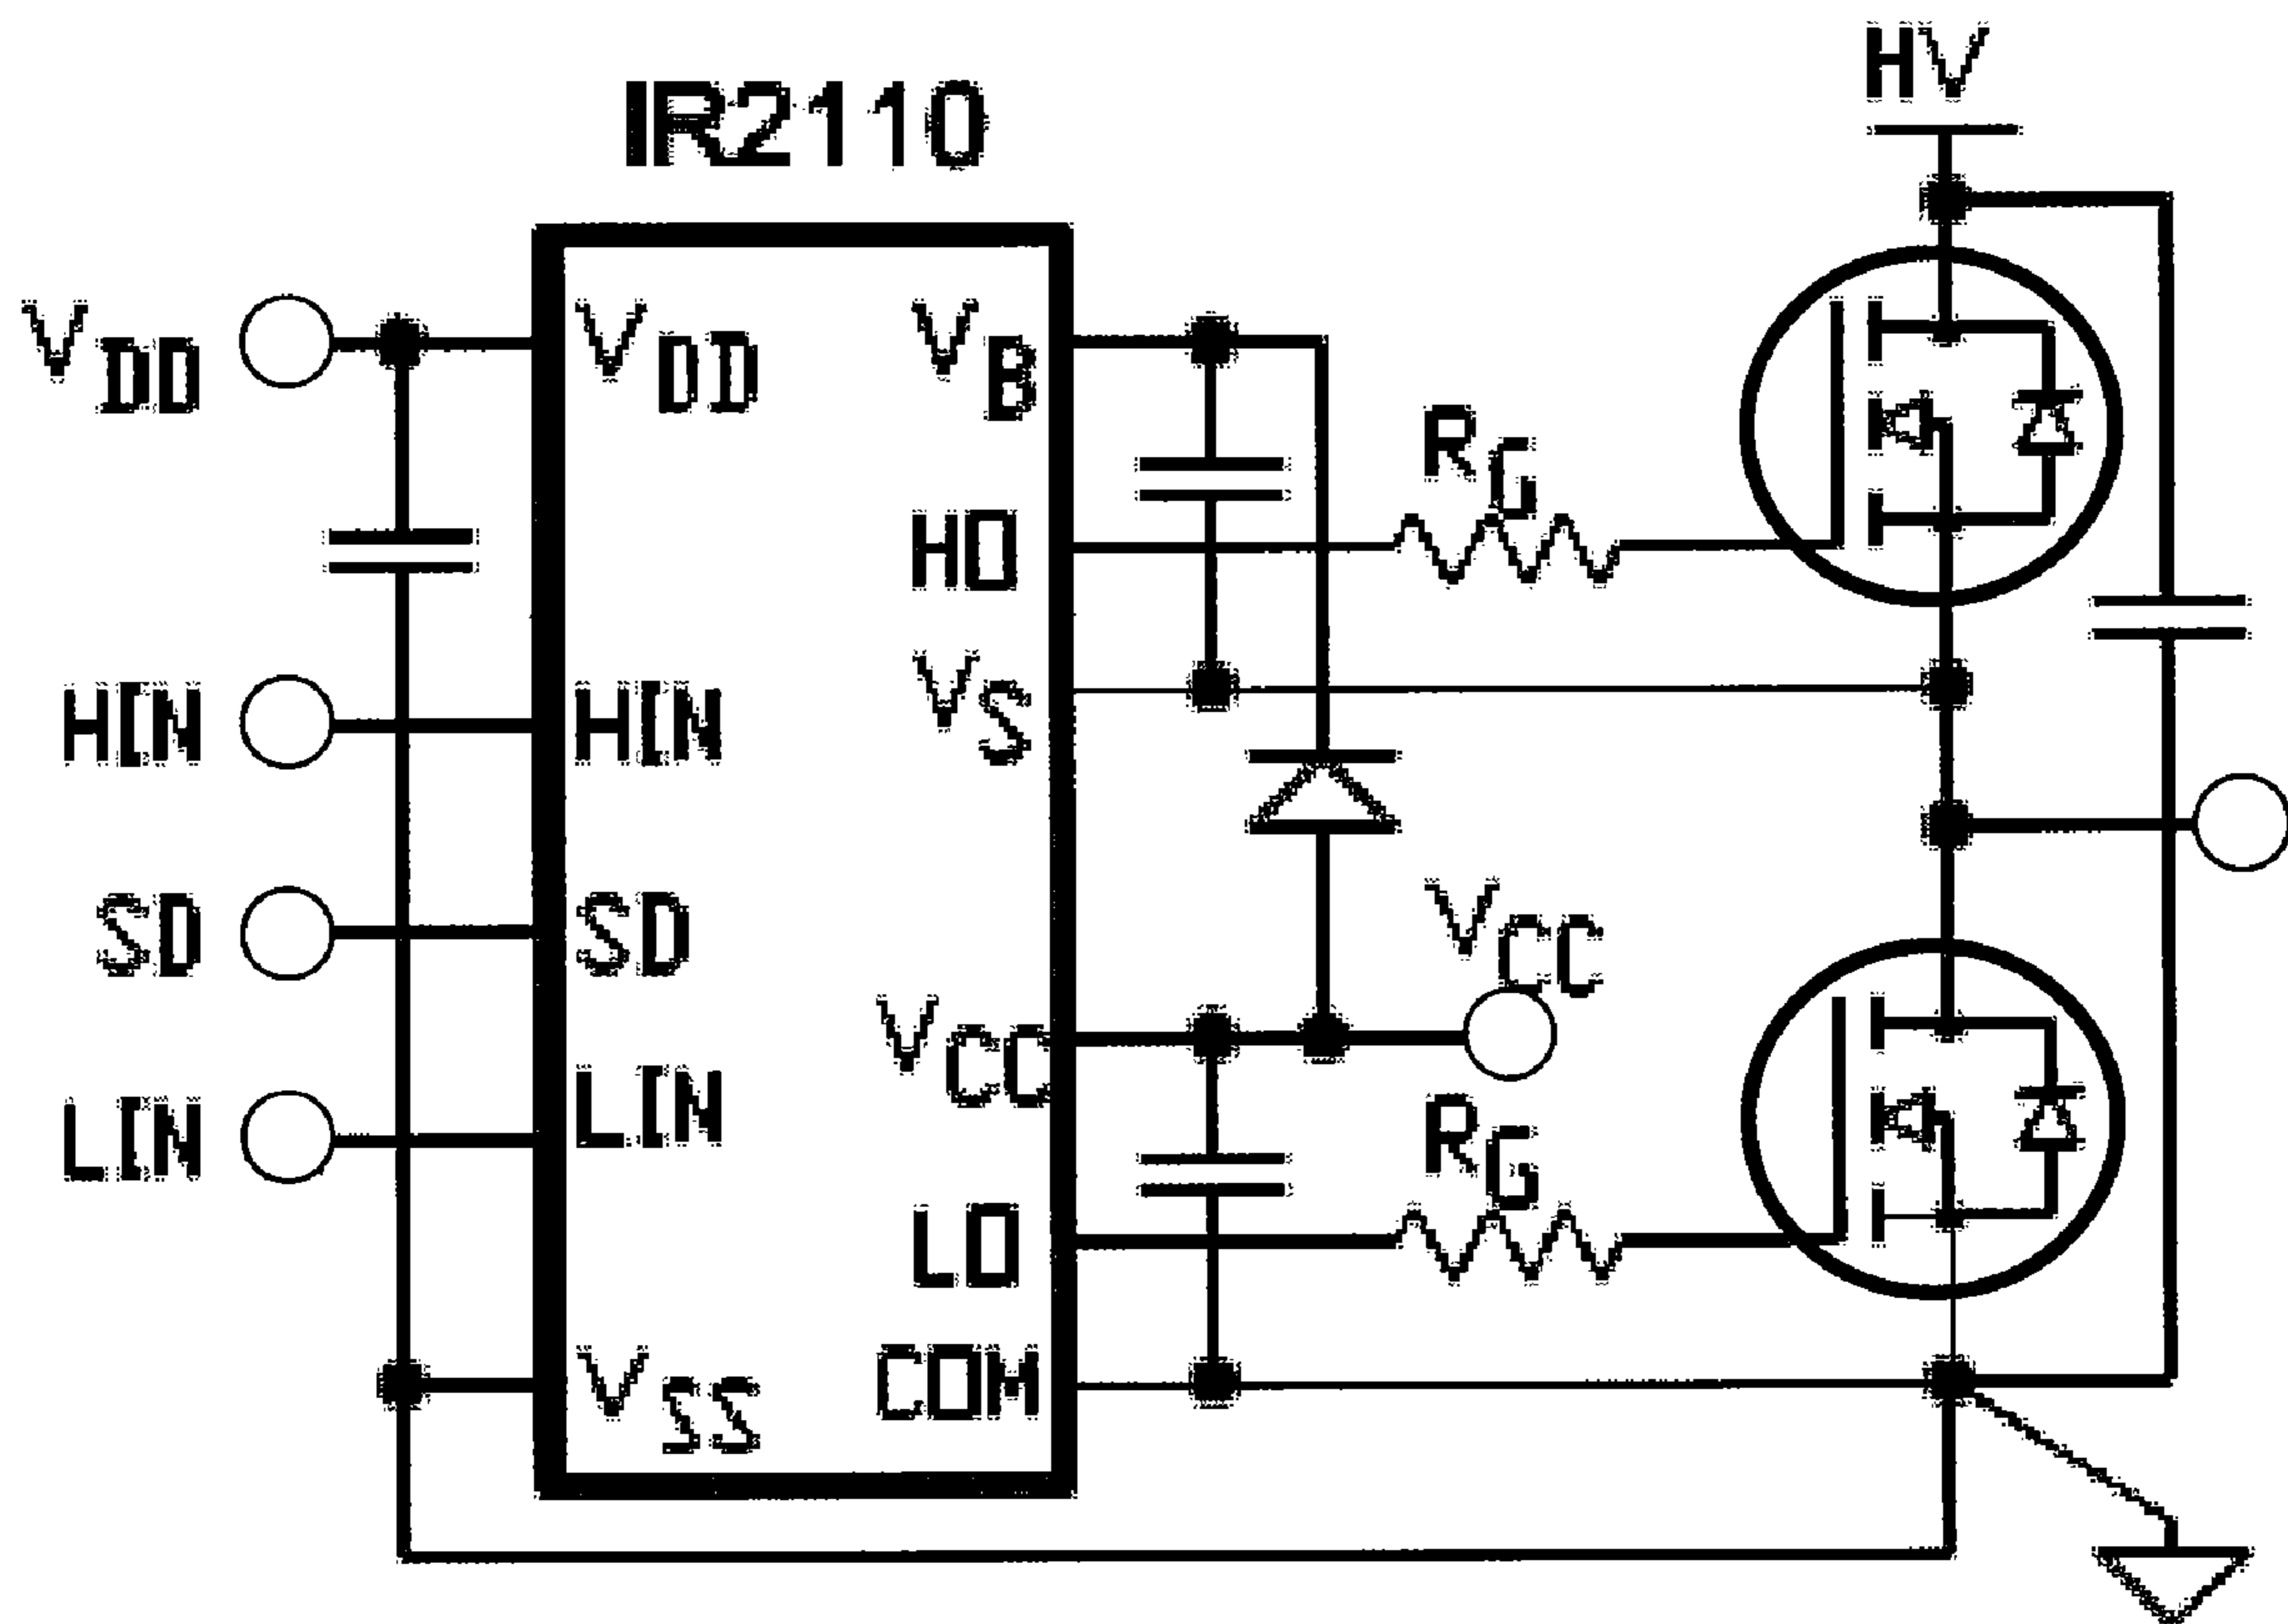 IR2110
HV
VDD
VDD
VB
RG
HO
HIN
HIN
VS
SD
SD
VCC
VCC
LIN
LIN
RG
LO
VSS
COM